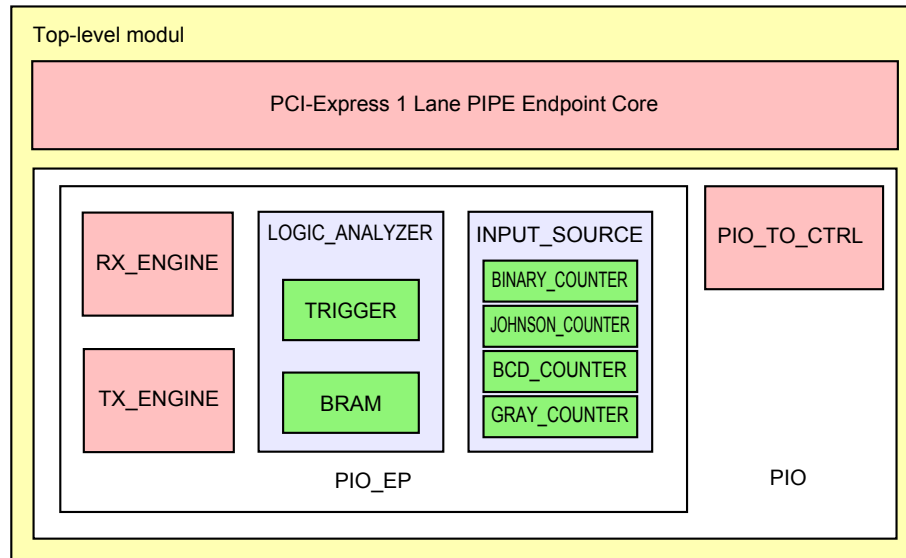 Top-level modul
PCI-Express 1 Lane PIPE Endpoint Core
RX_ENGINE
TX_ENGINE
LOGIC_ANALYZER
TRIGGER
BRAM
INPUT_SOURCE
BINARY_COUNTER
JOHNSON_COUNTER
BCD_COUNTER
GRAY_COUNTER
PIO_EP
PIO_TO_CTRL
PIO